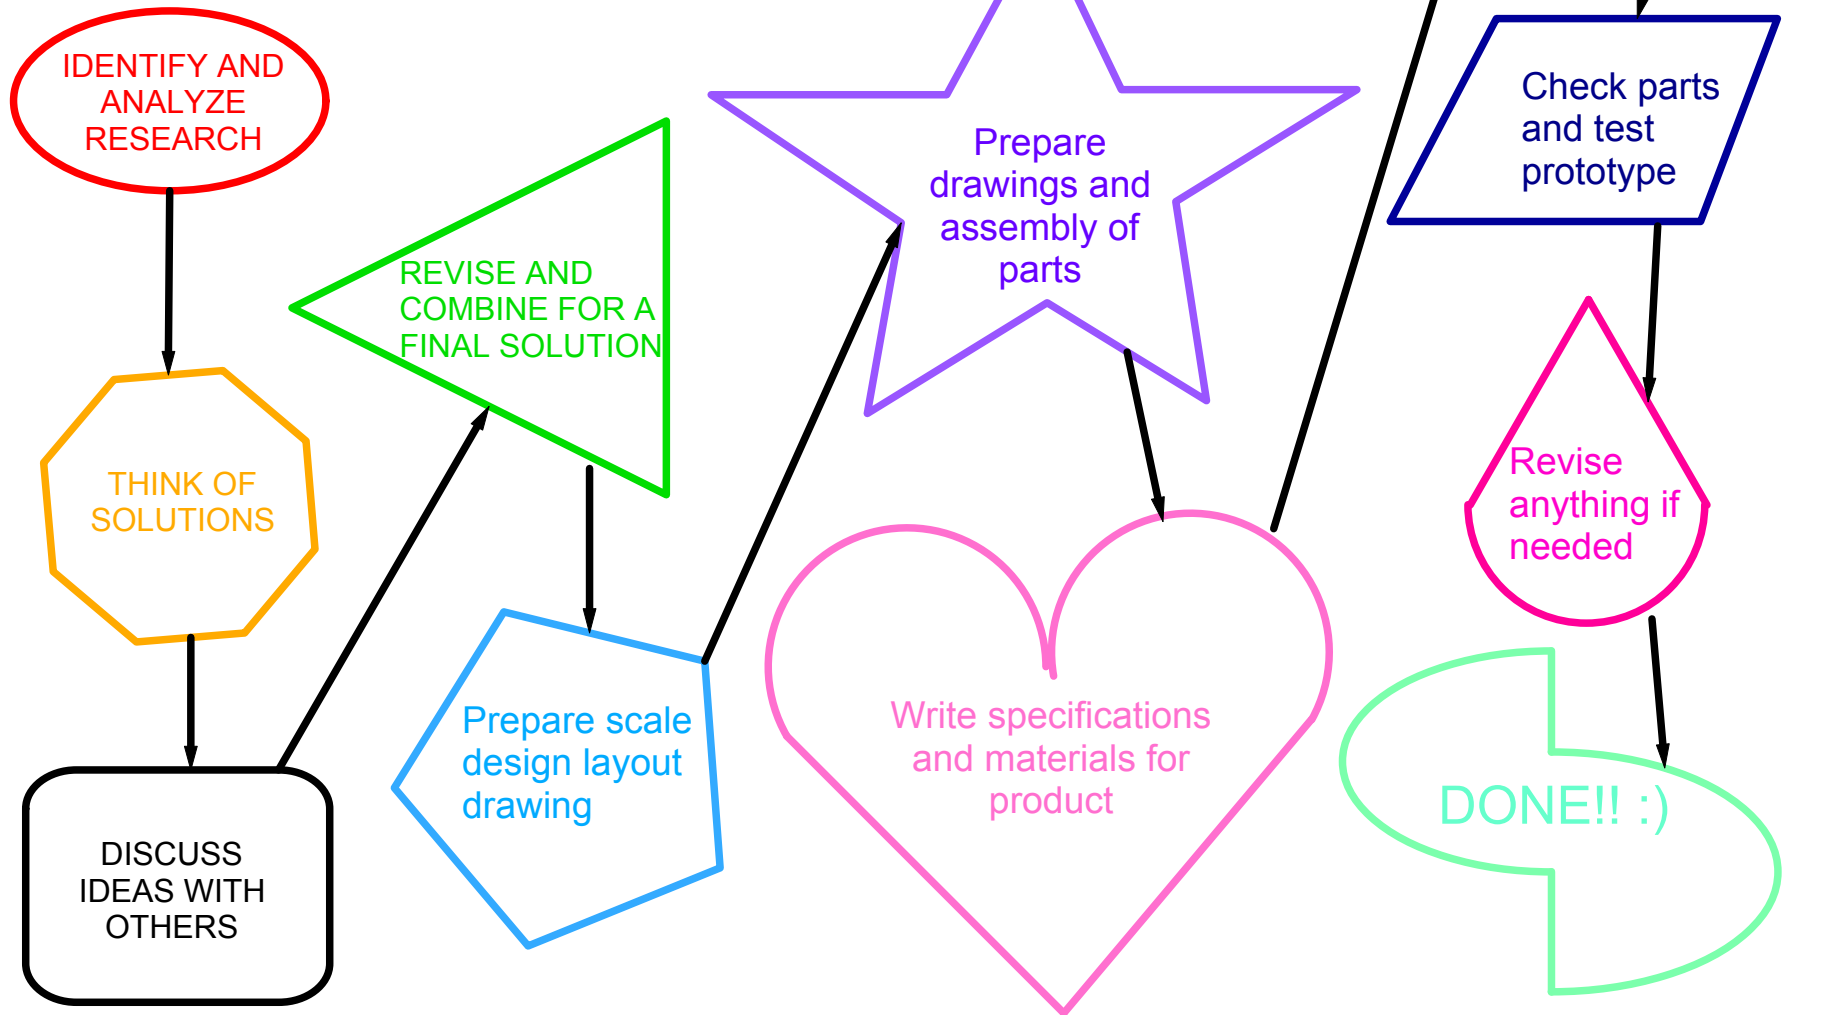 IDENTIFY AND
ANALYZE
RESEARCH
THINK OF
SOLUTIONS
DISCUSS
IDEAS WITH
OTHERS
REVISE AND
COMBINE FOR A
FINAL SOLUTION
Prepare scale
design layout
drawing
Prepare
drawings and
assembly of
parts
Write specifications
and materials for
product
Check parts
and test
prototype
Revise
anything if
needed
DONE!! :)